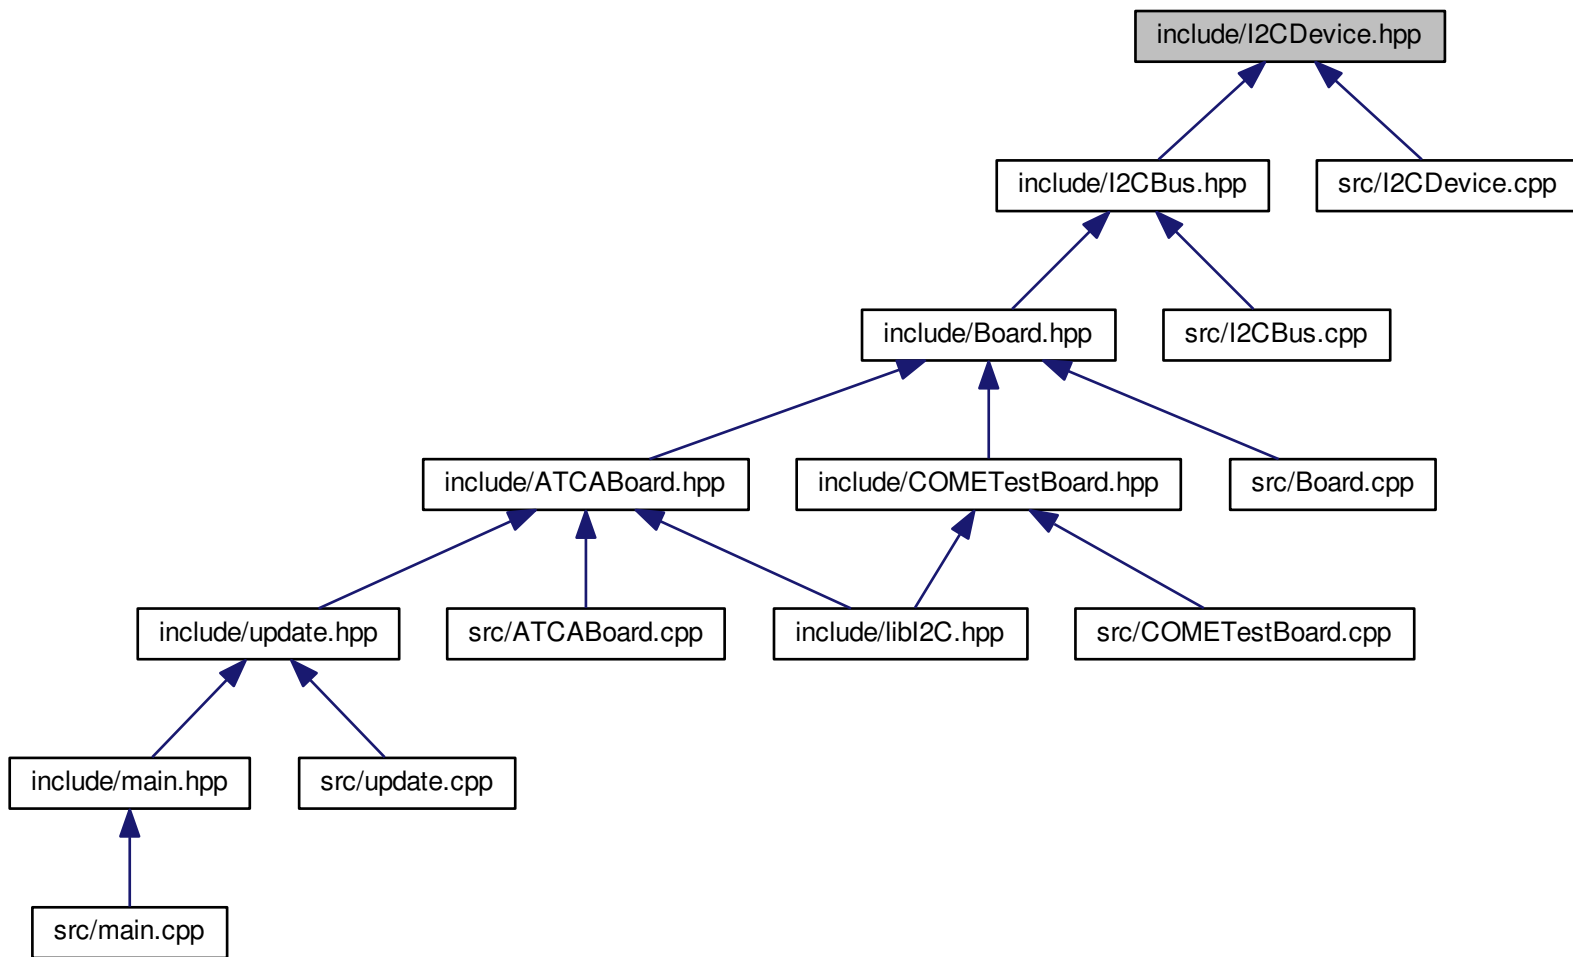 include/I2CDevice.hpp
include/I2CBus.hpp
src/I2CDevice.cpp
include/Board.hpp
src/I2CBus.cpp
include/ATCABoard.hpp
include/COMETestBoard.hpp
src/Board.cpp
include/update.hpp
src/ATCABoard.cpp
include/libI2C.hpp
src/COMETestBoard.cpp
include/main.hpp
src/update.cpp
src/main.cpp